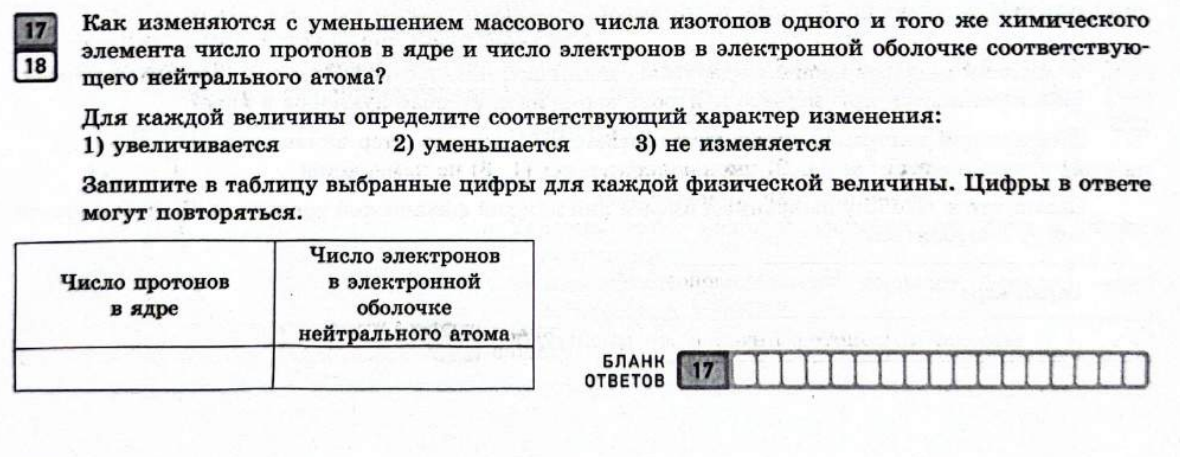 17
18
Как изменяются с уменьшением массового числа изотопов одного и того же химического
элемента число протонов в ядре и число электронов в электронной оболочке соответствую-
щего нейтрального атома?
Для каждой величины определите соответствующий характер изменения:
1) увеличивается 2) уменьшается 3) не изменяется
Запишите в таблицу выбранные цифры для каждой физической величины. Цифры в ответе
могут повторяться.
Число протонов
в ядре
Число электронов
в электронной
оболочке
нейтрального атома
БЛАНК
ОТВЕТОВ
17